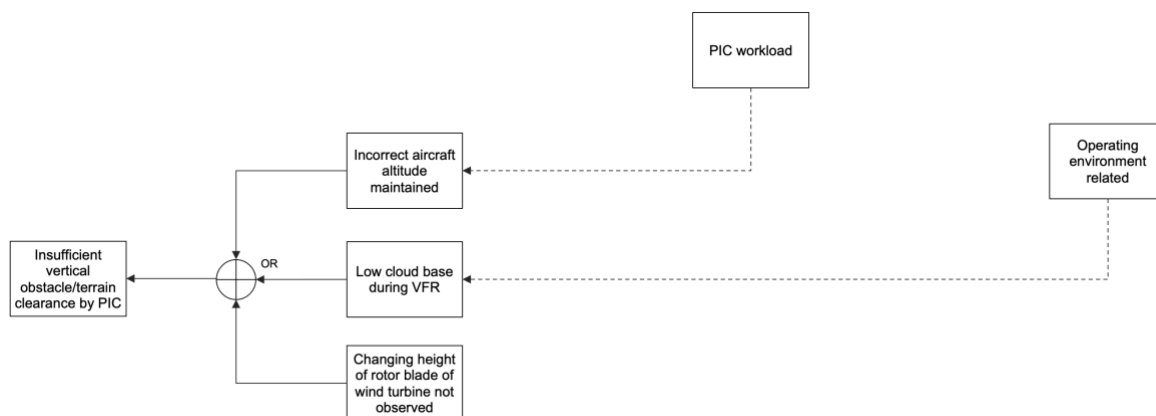 PIC workload
Operating
environment
related
Incorrect aircraft
altitude
maintained
Insufficient
vertical
obstacle/terrain
clearance by PIC
OR
Low cloud base
during VFR
Changing height
of rotor blade of
wind turbine not
observed